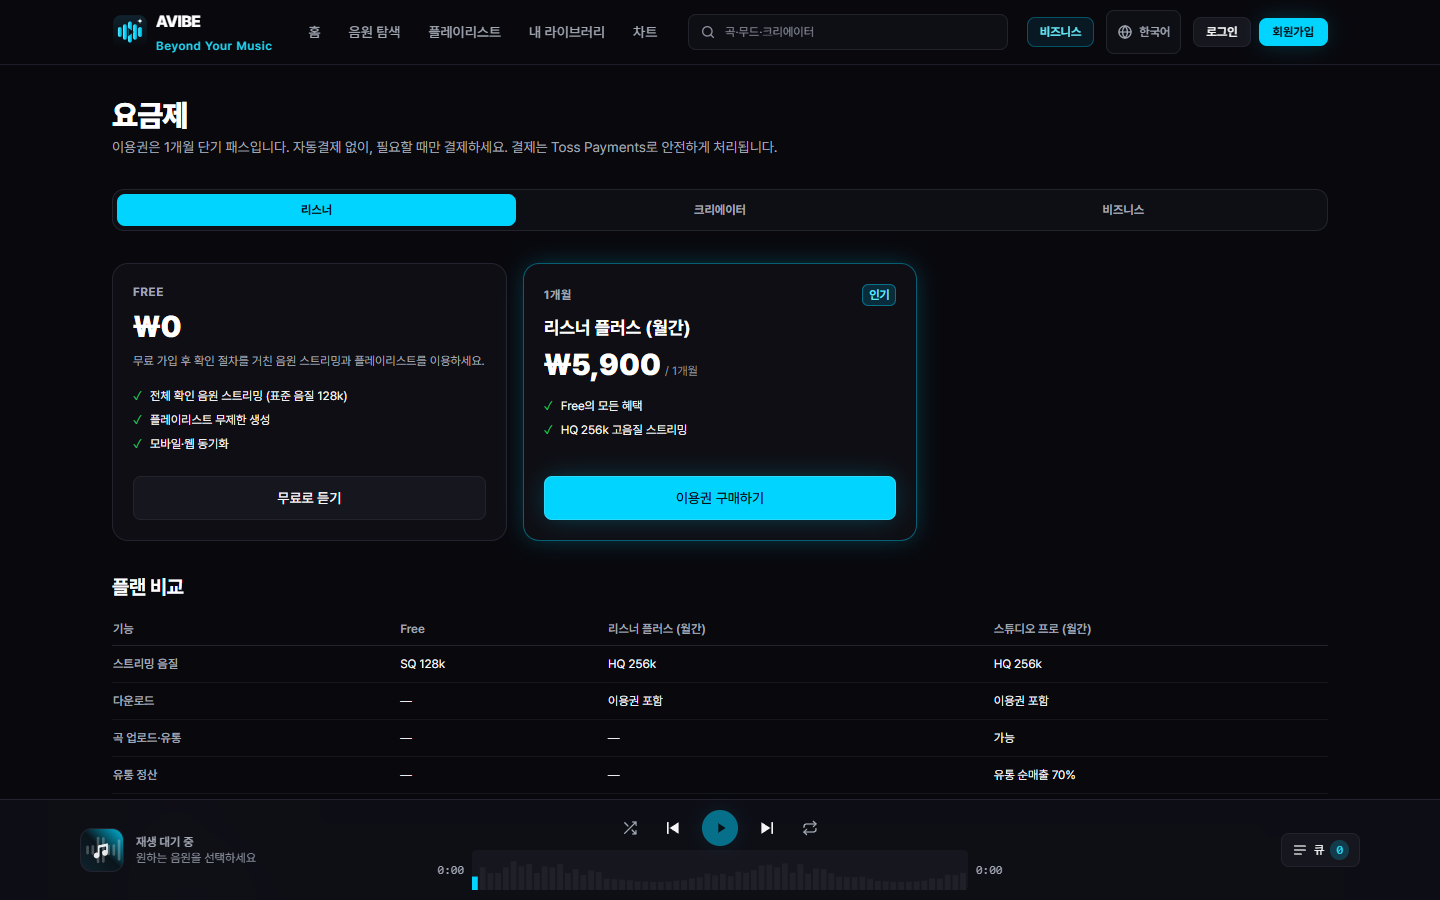 AVIBE
Beyond Your Music
홈
음원 탐색
플레이리스트
내 라이브러리
차트
곡·무드·크리에이터
비즈니스
한국어
로그인
회원가입
요금제
이용권은 1개월 단기 패스입니다. 자동결제 없이, 필요할 때만 결제하세요. 결제는 Toss Payments로 안전하게 처리됩니다.
리스너
크리에이터
비즈니스
FREE
₩0
무료 가입 후 확인 절차를 거친 음원 스트리밍과 플레이리스트를 이용하세요.
✓ 전체 확인 음원 스트리밍 (표준 음질 128k)
✓ 플레이리스트 무제한 생성
✓ 모바일·웹 동기화
무료로 듣기
1개월
인기
리스너 플러스 (월간)
₩5,900 / 1개월
✓ Free의 모든 혜택
✓ HQ 256k 고음질 스트리밍
이용권 구매하기
플랜 비교
기능 Free 리스너 플러스 (월간) 스튜디오 프로 (월간)
스트리밍 음질 SQ 128k HQ 256k HQ 256k
다운로드 — 이용권 포함 이용권 포함
곡 업로드·유통 — — 가능
유통 정산 — — 유통 순매출 70%
재생 대기 중
원하는 음원을 선택하세요
0:00
0:00
큐 0